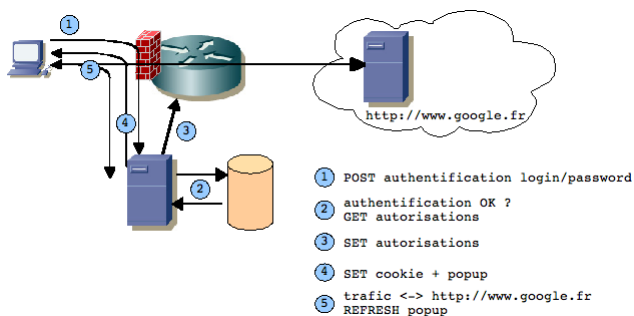 1
5
http://www.google.fr
4
3
2
1 POST authentification login/password
2 authentification OK ?
GET autorisations
3 SET autorisations
4 SET cookie + popup
5 trafic <-> http://www.google.fr
REFRESH popup